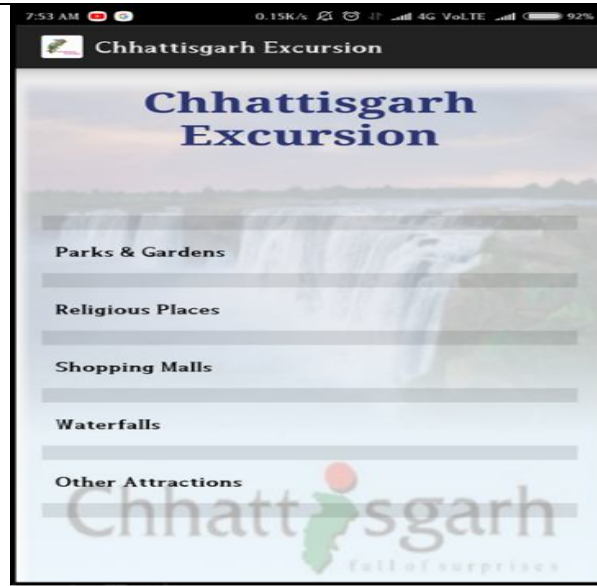 7:53 AM 0.15K/s 4G VoLTE 92%
Chhattisgarh Excursion
Chhattisgarh
Excursion
Parks & Gardens
Religious Places
Shopping Malls
Waterfalls
Other Attractions
Chhattisgarh
full of surprises